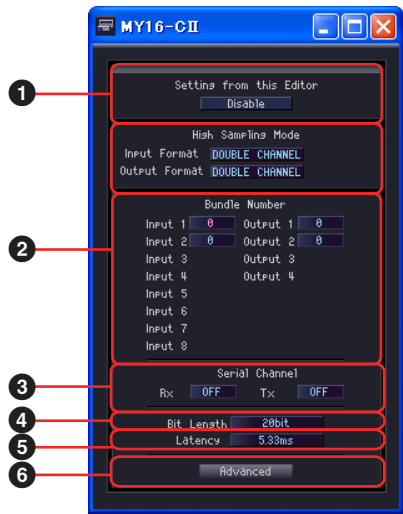 MY16-CII
1
Setting from this Editor
Disable
High Sampling Mode
Input Format DOUBLE CHANNEL
Output Format DOUBLE CHANNEL
2
Bundle Number
Input 1 0 Output 1 0
Input 2 0 Output 2 0
Input 3 Output 3
Input 4 Output 4
Input 5
Input 6
Input 7
Input 8
3
Serial Channel
Rx OFF Tx OFF
4
Bit Length 20bit
5
Latency 5.33ms
6
Advanced